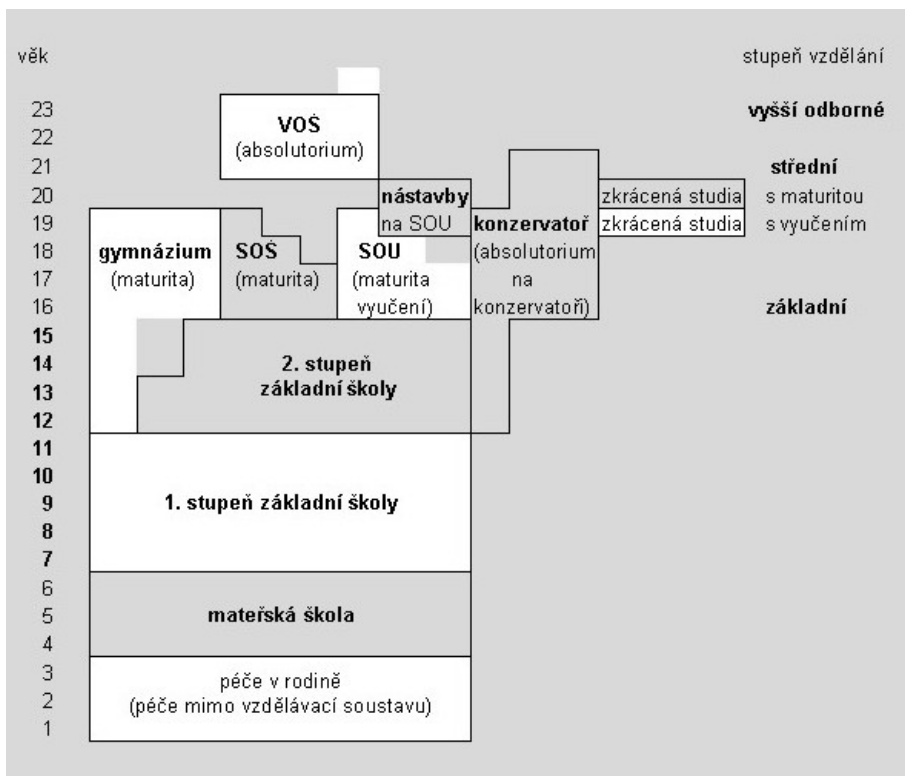 věk
stupeň vzdělání
23
vyšší odborné
VOŠ
22
(absolutorium)
21
střední
20
nástavby
zkrácená studia
s maturitou
19
na SOU
konzervatoř
zkrácená studia
s vyučením
18
gymnázium
SOŠ
SOU
(absolutorium
17
(maturita)
(maturita)
(maturita
na
16
vyučení)
konzervatoři)
základní
15
14
2. stupeň
13
základní školy
12
11
10
9
1. stupeň základní školy
8
7
6
5
mateřská škola
4
3
péče v rodině
2
(péče mimo vzdělávací soustavu)
1